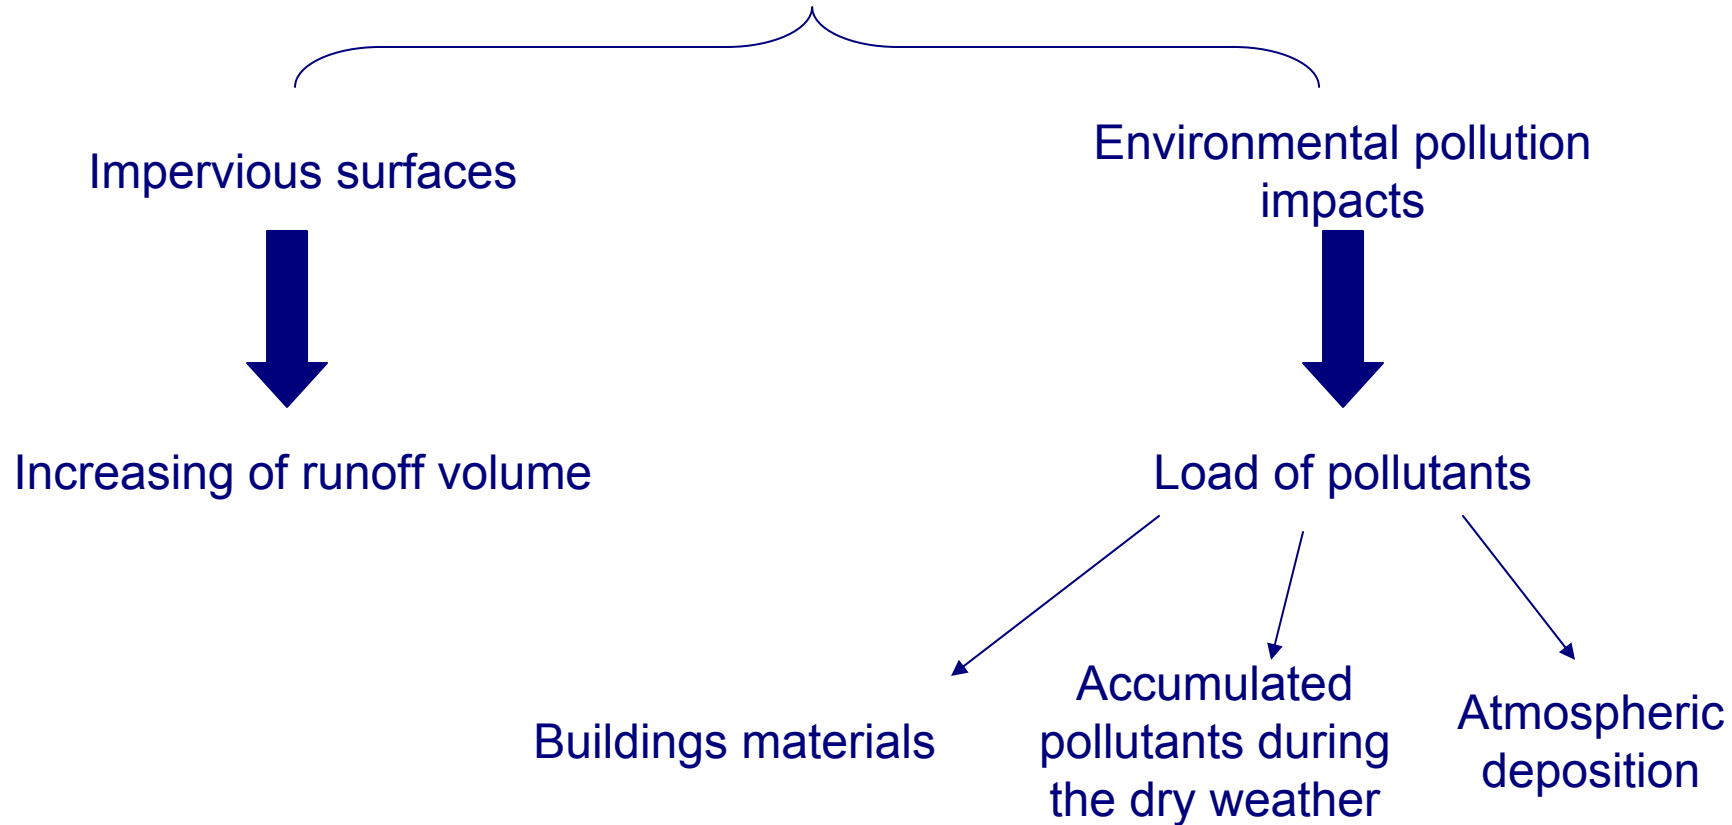 Impervious surfaces
Environmental pollution
impacts
Increasing of runoff volume
Load of pollutants
Buildings materials
Accumulated
pollutants during
the dry weather
Atmospheric
deposition